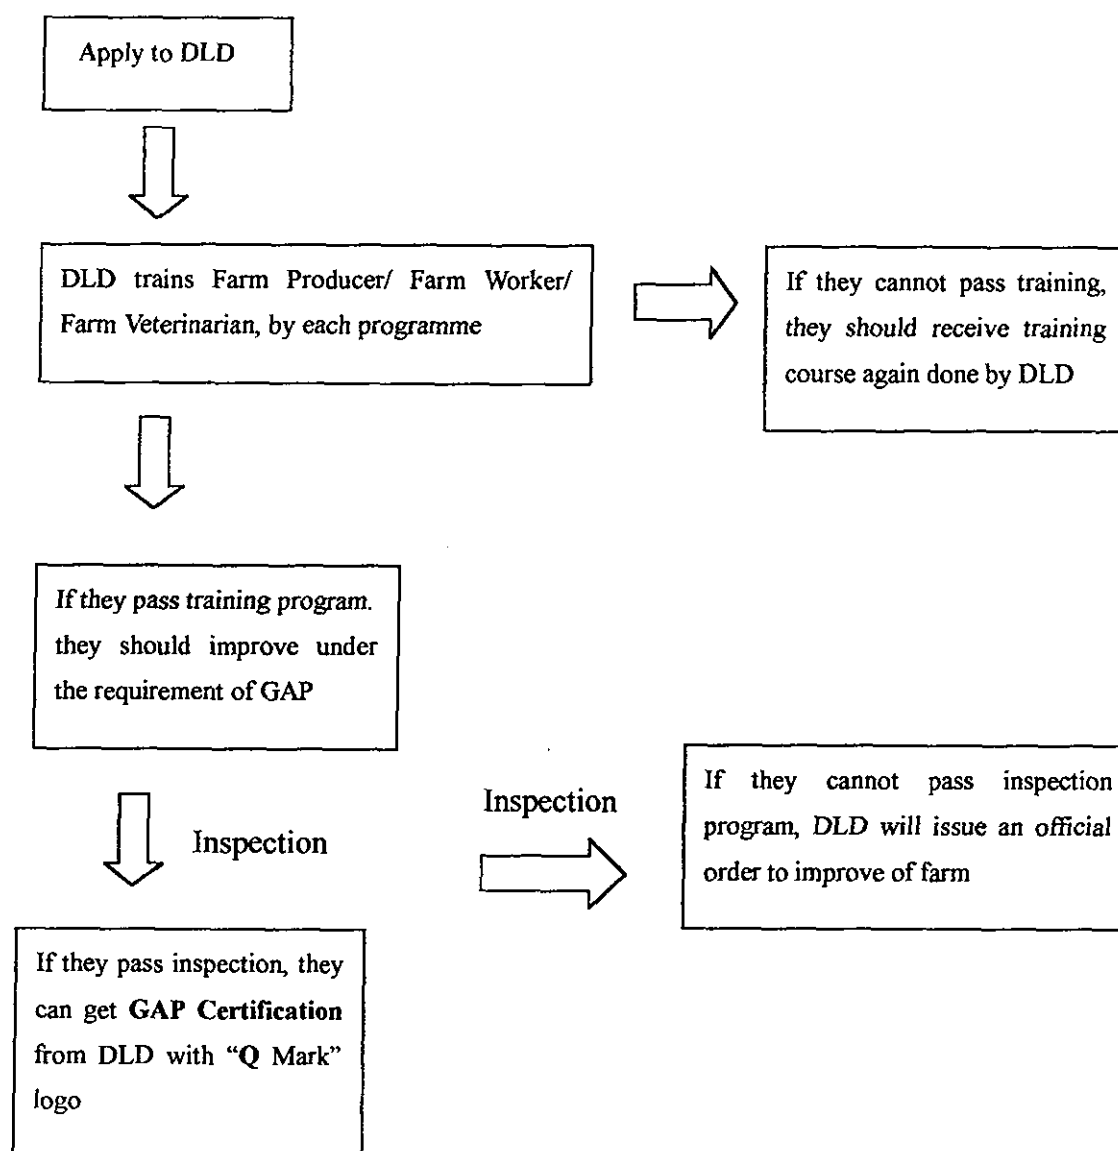 Apply to DLD
DLD trains Farm Producer/ Farm Worker/
Farm Veterinarian, by each programme
If they cannot pass training,
they should receive training
course again done by DLD
If they pass training program.
they should improve under
the requirement of GAP
Inspection
Inspection
If they cannot pass inspection
program, DLD will issue an official
order to improve of farm
If they pass inspection, they
can get GAP Certification
from DLD with “Q Mark”
logo